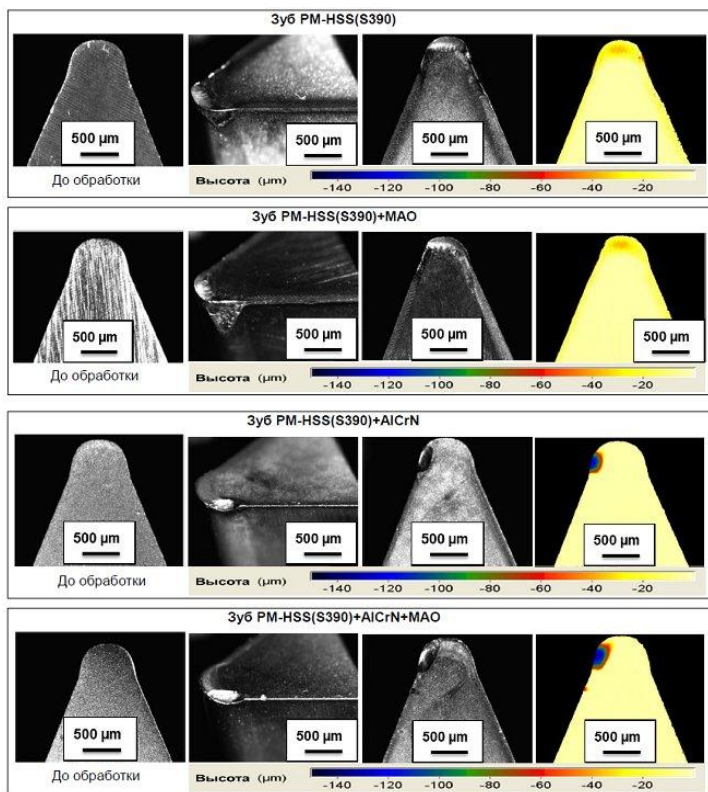 Зуб PM-HSS(S390)
500 µm 500 µm 500 µm 500 µm
До обработки
Высота (µm) -140 -120 -100 -80 -60 -40 -20
Зуб PM-HSS(S390)+MAO
500 µm 500 µm 500 µm 500 µm
До обработки
Высота (µm) -140 -120 -100 -80 -60 -40 -20
Зуб PM-HSS(S390)+AlCrN
500 µm 500 µm 500 µm 500 µm
До обработки
Высота (µm) -140 -120 -100 -80 -60 -40 -20
Зуб PM-HSS(S390)+AlCrN+MAO
500 µm 500 µm 500 µm 500 µm
До обработки
Высота (µm) -140 -120 -100 -80 -60 -40 -20